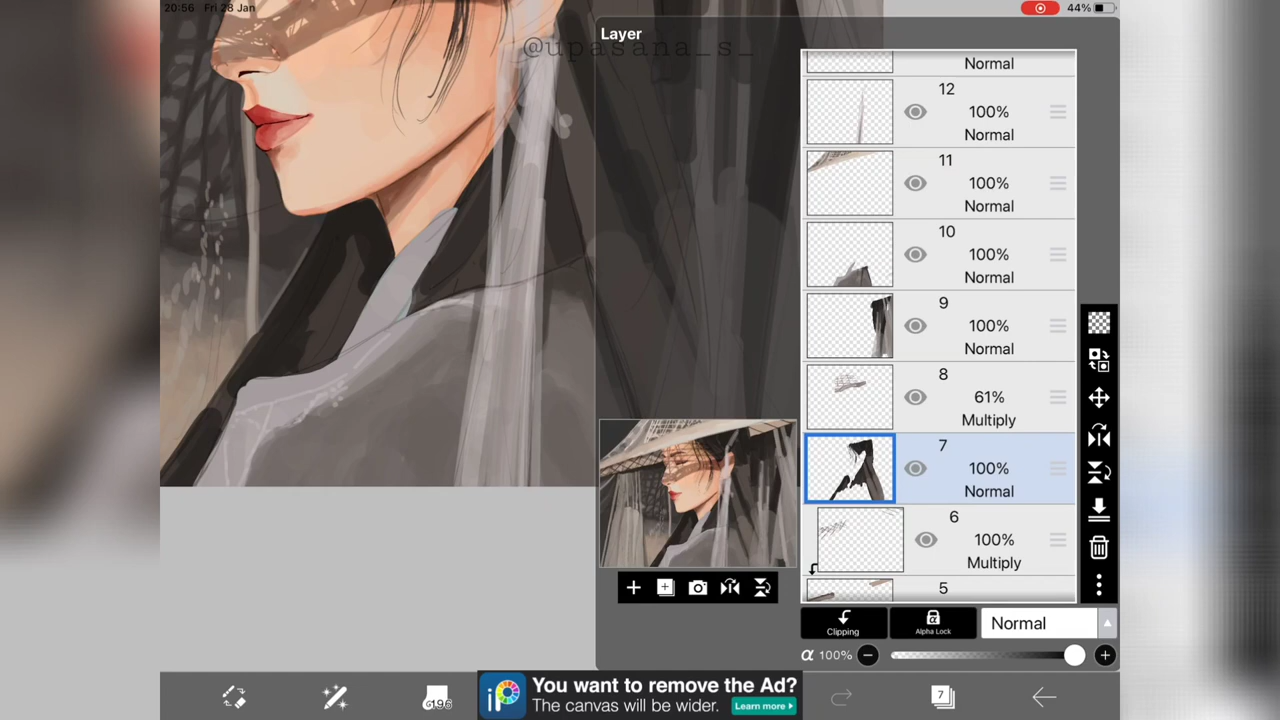 20:56 Fri 28 Jan
44%
Layer
@upasana_s_
Normal
12
100%
Normal
11
100%
Normal
10
100%
Normal
9
100%
Normal
8
61%
Multiply
7
100%
Normal
6
100%
Multiply
5
Clipping
Alpha Lock
Normal
α 100%
196
You want to remove the Ad?
The canvas will be wider.
Learn more
7